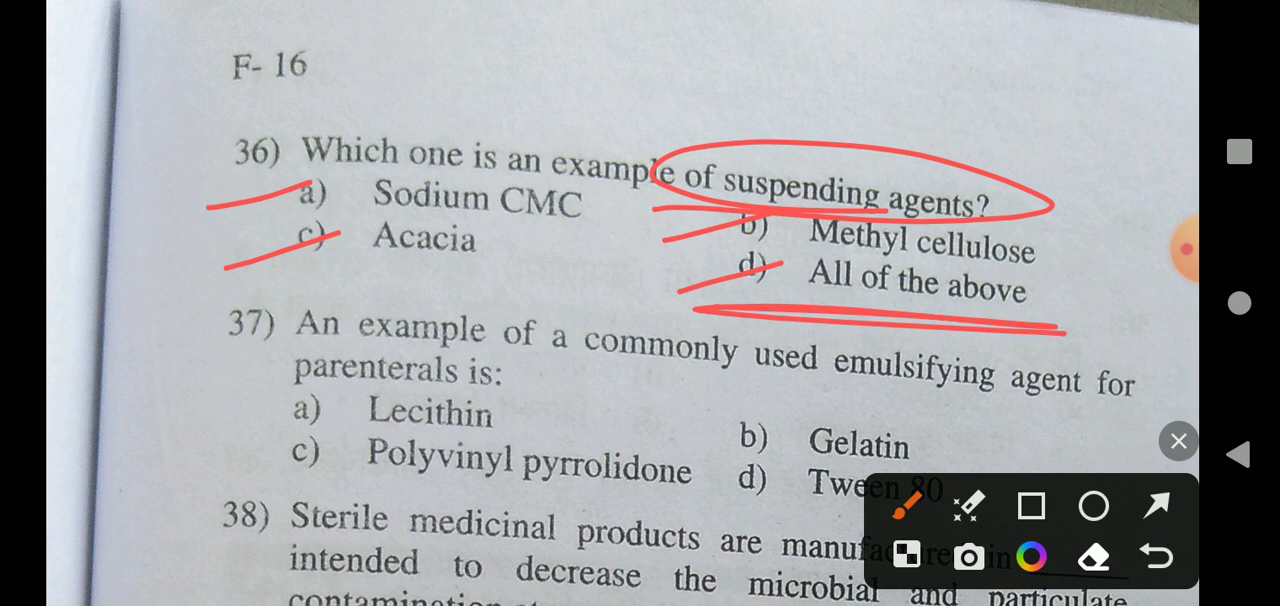 F- 16
36) Which one is an example of suspending agents?
a) Sodium CMC b) Methyl cellulose
c) Acacia d) All of the above
37) An example of a commonly used emulsifying agent for
parenterals is:
a) Lecithin b) Gelatin
c) Polyvinyl pyrrolidone d) Tween 80
38) Sterile medicinal products are in
intended to decrease the microbial and particulate